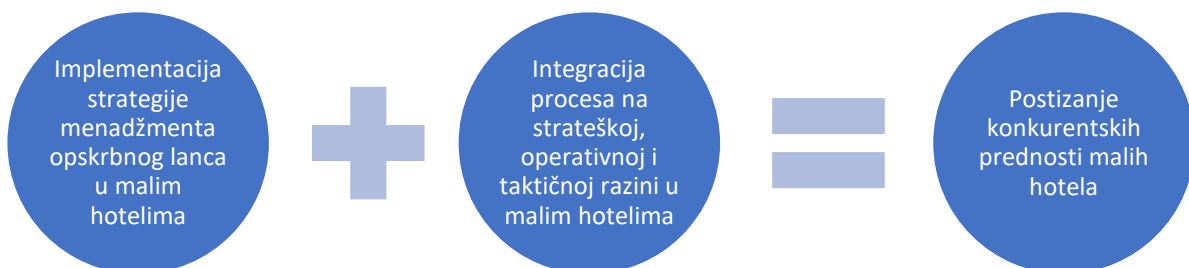 Implementacija
strategije
menadžmenta
opskrbnog lanca
u malim
hotelima
Integracija
procesa na
strateškoj,
operativnoj i
taktičnoj razini u
malim hotelima
Postizanje
konkurentskih
prednosti malih
hotela